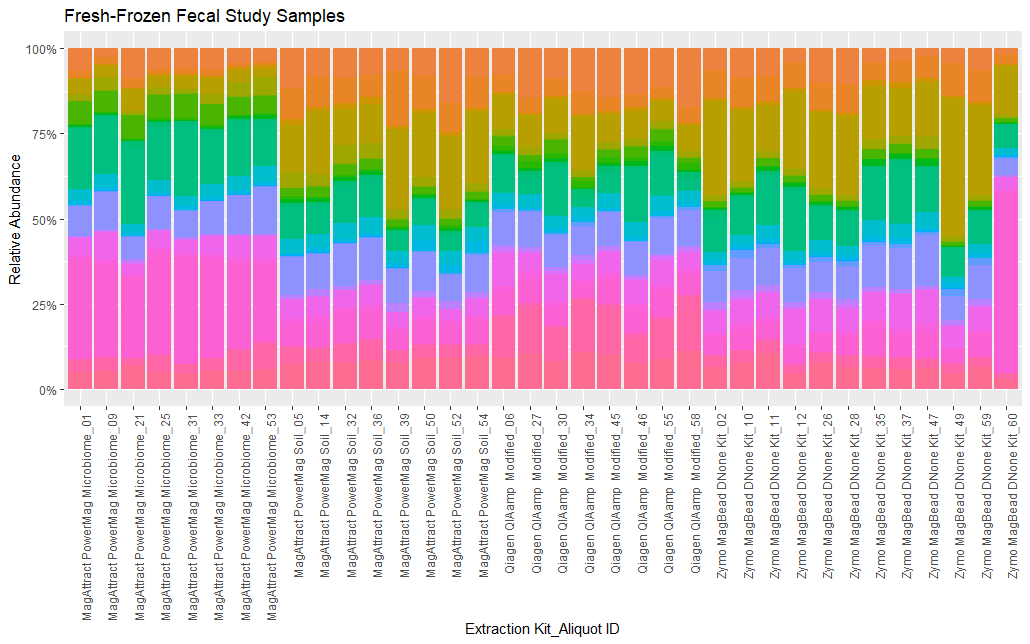 Fresh-Frozen Fecal Study Samples
100%
75%
50%
25%
0%
Relative Abundance
MagAttract PowerMag Microbiome_01
MagAttract PowerMag Microbiome_09
MagAttract PowerMag Microbiome_21
MagAttract PowerMag Microbiome_25
MagAttract PowerMag Microbiome_31
MagAttract PowerMag Microbiome_33
MagAttract PowerMag Microbiome_42
MagAttract PowerMag Microbiome_53
MagAttract PowerMag Soil_05
MagAttract PowerMag Soil_14
MagAttract PowerMag Soil_32
MagAttract PowerMag Soil_36
MagAttract PowerMag Soil_39
MagAttract PowerMag Soil_50
MagAttract PowerMag Soil_52
MagAttract PowerMag Soil_54
Qiagen QIAamp Modified_06
Qiagen QIAamp Modified_27
Qiagen QIAamp Modified_30
Qiagen QIAamp Modified_34
Qiagen QIAamp Modified_45
Qiagen QIAamp Modified_46
Qiagen QIAamp Modified_55
Qiagen QIAamp Modified_58
Zymo MagBead DNone Kit_02
Zymo MagBead DNone Kit_10
Zymo MagBead DNone Kit_11
Zymo MagBead DNone Kit_12
Zymo MagBead DNone Kit_26
Zymo MagBead DNone Kit_28
Zymo MagBead DNone Kit_35
Zymo MagBead DNone Kit_37
Zymo MagBead DNone Kit_47
Zymo MagBead DNone Kit_49
Zymo MagBead DNone Kit_59
Zymo MagBead DNone Kit_60
Extraction Kit_Aliquot ID